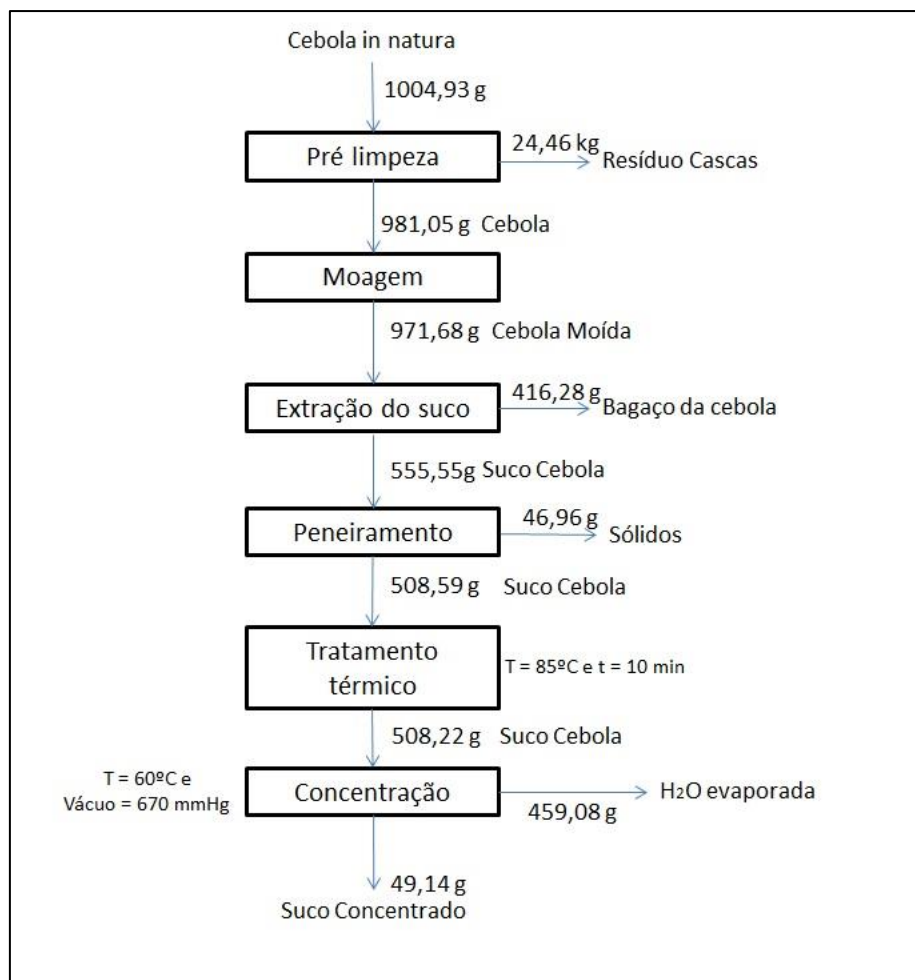 Cebola in natura
1004,93 g
Pré limpeza
24,46 kg
Resíduo Cascas
981,05 g Cebola
Moagem
971,68 g Cebola Moída
Extração do suco
416,28 g
Bagaço da cebola
555,55g Suco Cebola
Peneiramento
46,96 g
Sólidos
508,59 g Suco Cebola
Tratamento
térmico
T = 85ºC e t = 10 min
508,22 g Suco Cebola
T = 60ºC e
Vácuo = 670 mmHg
Concentração
H₂O evaporada
459,08 g
49,14 g
Suco Concentrado